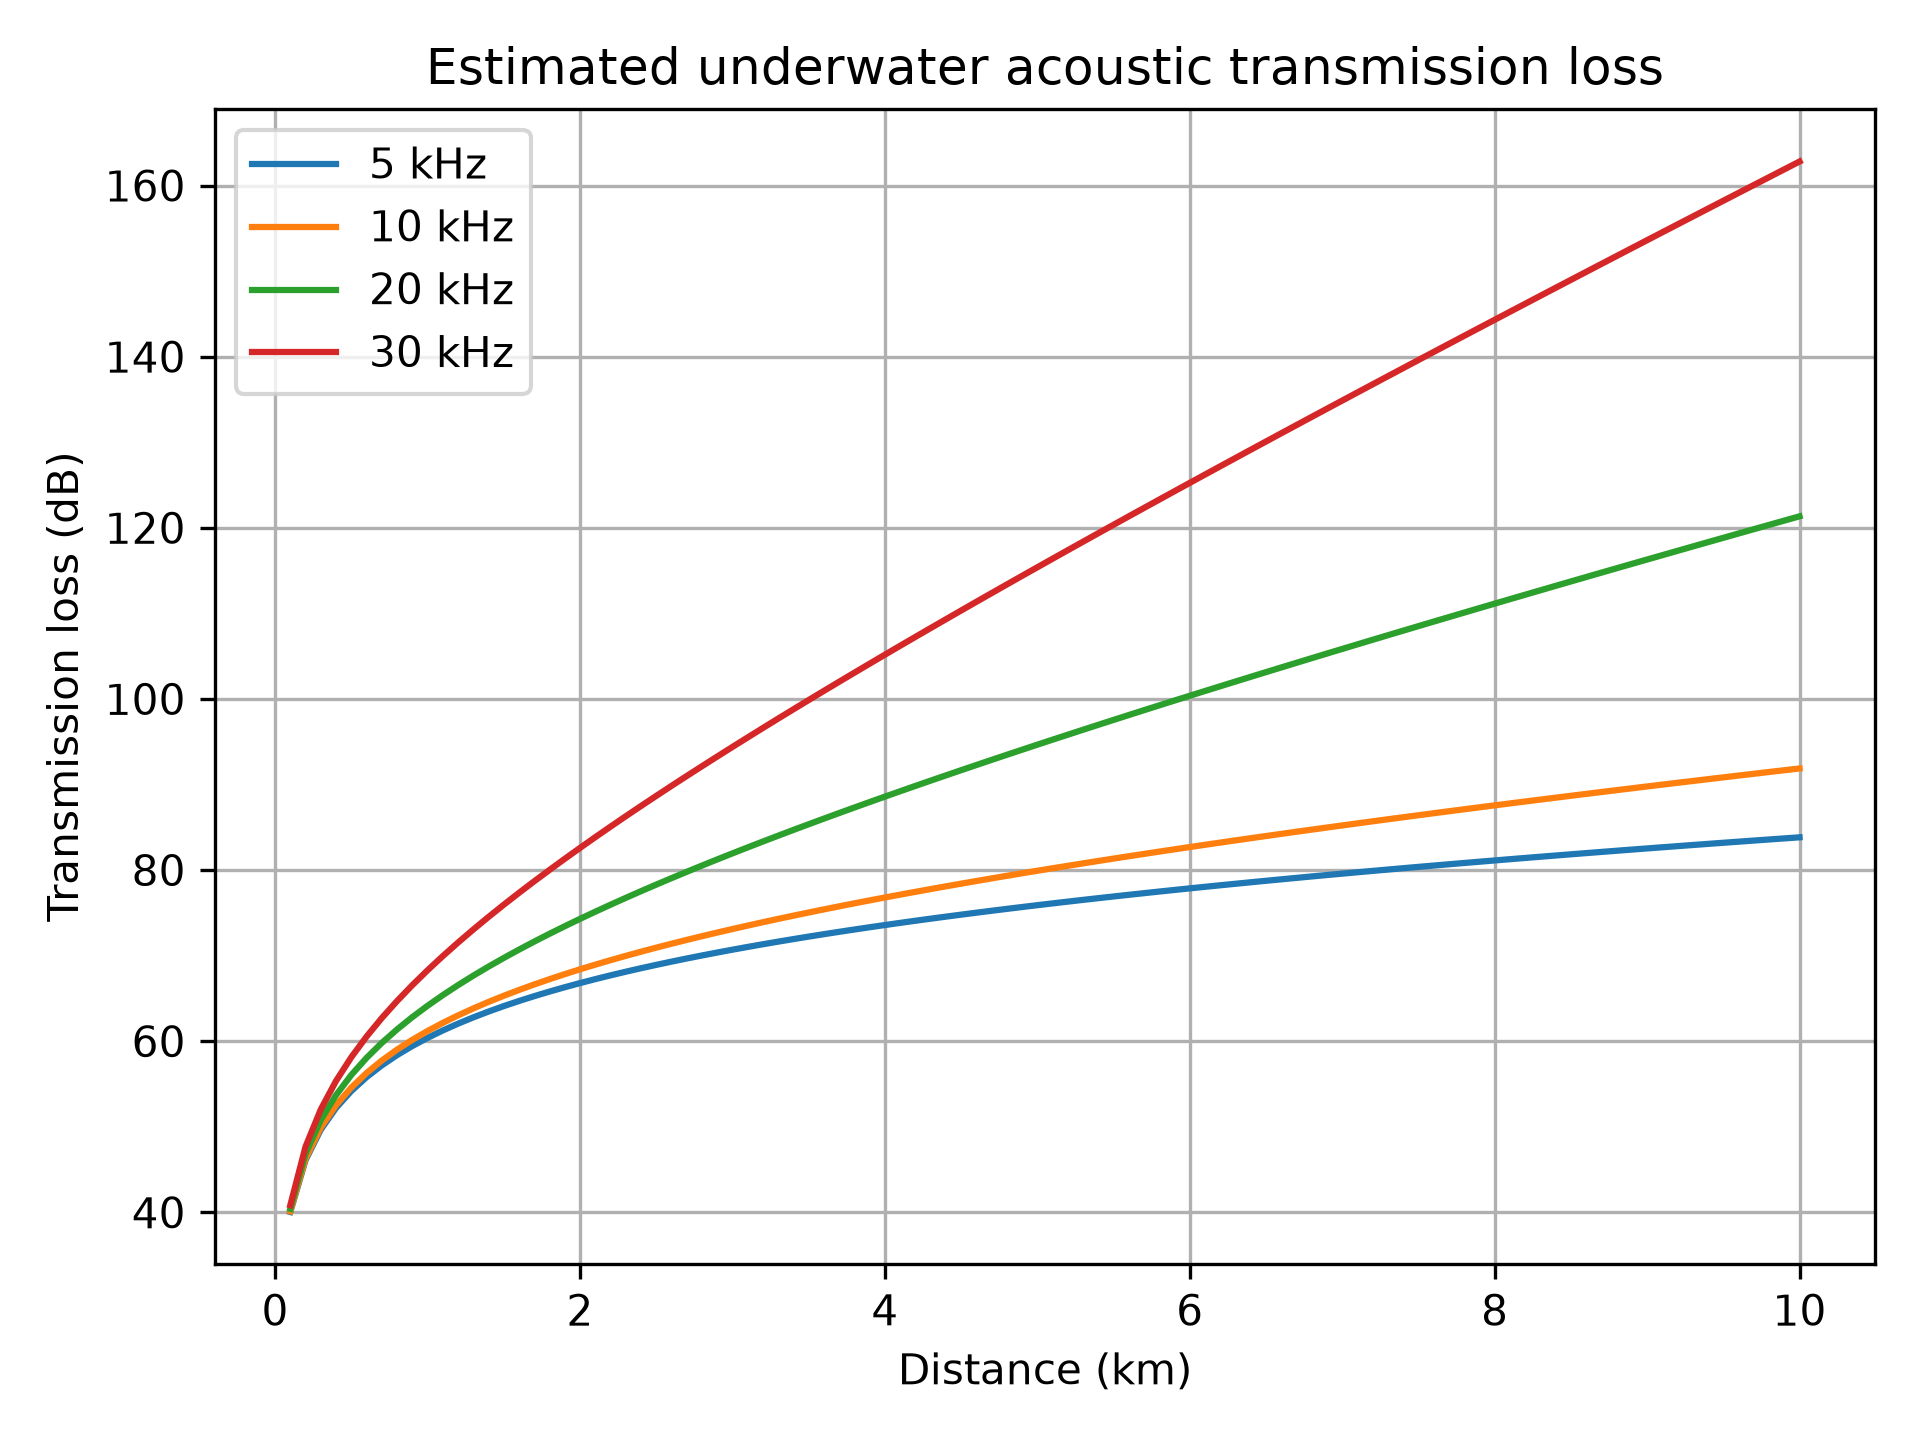 Estimated underwater acoustic transmission loss
5 kHz
10 kHz
20 kHz
30 kHz
Transmission loss (dB)
160
140
120
100
80
60
40
0 2 4 6 8 10
Distance (km)